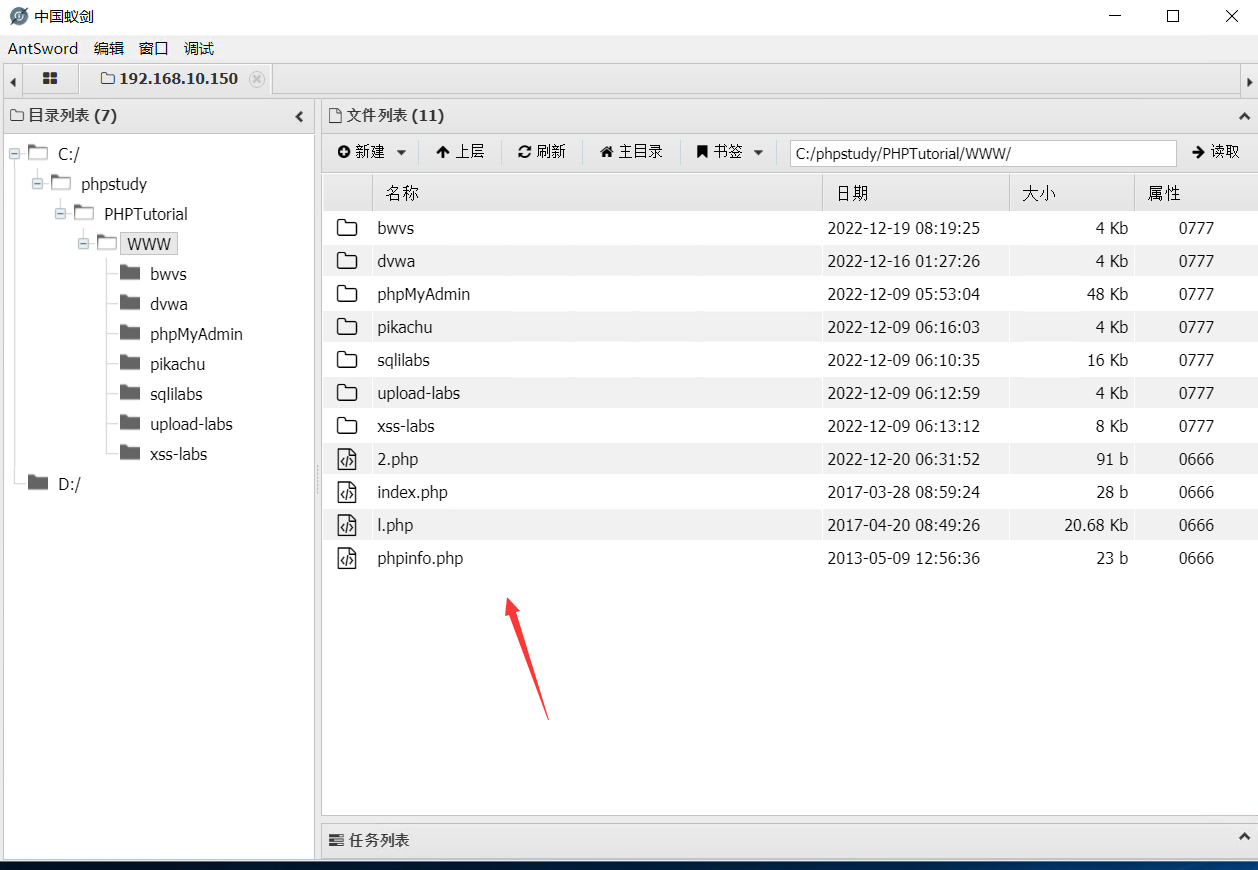 中国蚁剑
AntSword 编辑 窗口 调试
192.168.10.150
目录列表 (7)
C:/
phpstudy
PHPTutorial
WWW
bwvs
dvwa
phpMyAdmin
pikachu
sqlilabs
upload-labs
xss-labs
D:/
文件列表 (11)
新建 上层 刷新 主目录 书签 C:/phpstudy/PHPTutorial/WWW/ 读取
名称 日期 大小 属性
bwvs 2022-12-19 08:19:25 4 Kb 0777
dvwa 2022-12-16 01:27:26 4 Kb 0777
phpMyAdmin 2022-12-09 05:53:04 48 Kb 0777
pikachu 2022-12-09 06:16:03 4 Kb 0777
sqlilabs 2022-12-09 06:10:35 16 Kb 0777
upload-labs 2022-12-09 06:12:59 4 Kb 0777
xss-labs 2022-12-09 06:13:12 8 Kb 0777
2.php 2022-12-20 06:31:52 91 b 0666
index.php 2017-03-28 08:59:24 28 b 0666
l.php 2017-04-20 08:49:26 20.68 Kb 0666
phpinfo.php 2013-05-09 12:56:36 23 b 0666
任务列表